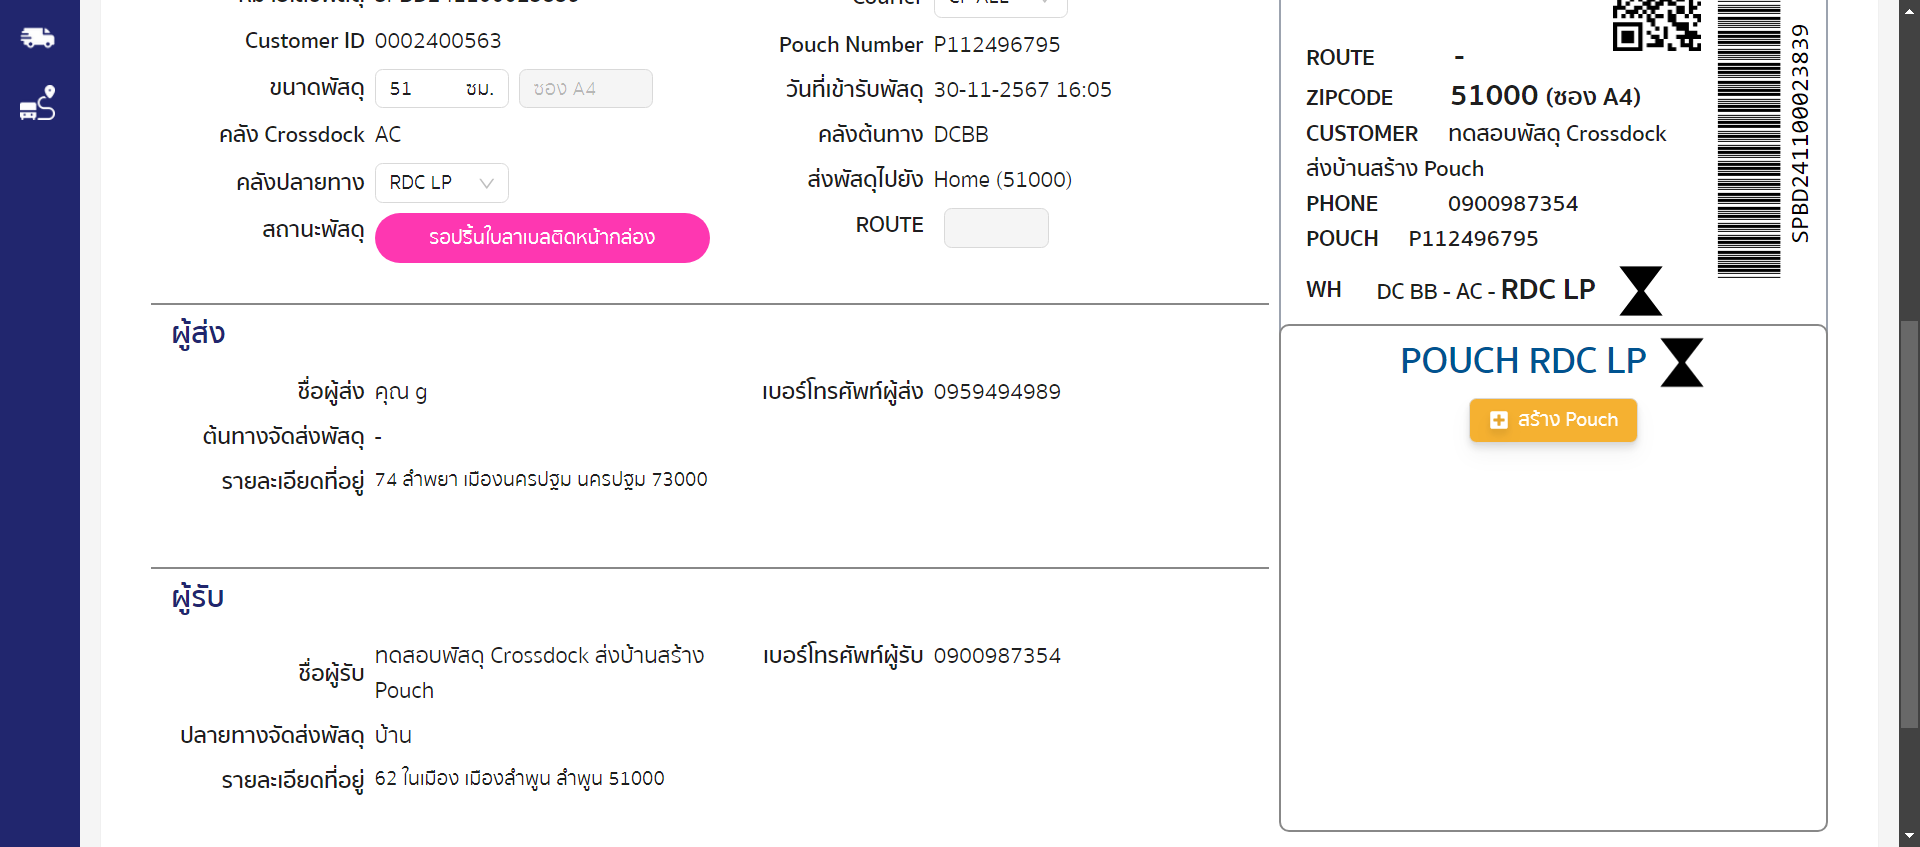 Customer ID 0002400563
Pouch Number P112496795
ขนาดพัสดุ 51 ซม. ซอง A4
วันที่เข้ารับพัสดุ 30-11-2567 16:05
คลัง Crossdock AC
คลังต้นทาง DCBB
คลังปลายทาง RDC LP
ส่งพัสดุไปยัง Home (51000)
สถานะพัสดุ รอปริ้นใบลาเบลติดหน้ากล่อง
ROUTE
ผู้ส่ง
ชื่อผู้ส่ง คุณ g
เบอร์โทรศัพท์ผู้ส่ง 0959494989
ต้นทางจัดส่งพัสดุ -
รายละเอียดที่อยู่ 74 ลำพยา เมืองนครปฐม นครปฐม 73000
ผู้รับ
ชื่อผู้รับ ทดสอบพัสดุ Crossdock ส่งบ้านสร้าง
Pouch
เบอร์โทรศัพท์ผู้รับ 0900987354
ปลายทางจัดส่งพัสดุ บ้าน
รายละเอียดที่อยู่ 62 ในเมือง เมืองลำพูน ลำพูน 51000
ROUTE -
ZIPCODE 51000 (ซอง A4)
CUSTOMER ทดสอบพัสดุ Crossdock
ส่งบ้านสร้าง Pouch
PHONE 0900987354
POUCH P112496795
WH DC BB - AC - RDC LP
SPBD241100023839
POUCH RDC LP
สร้าง Pouch